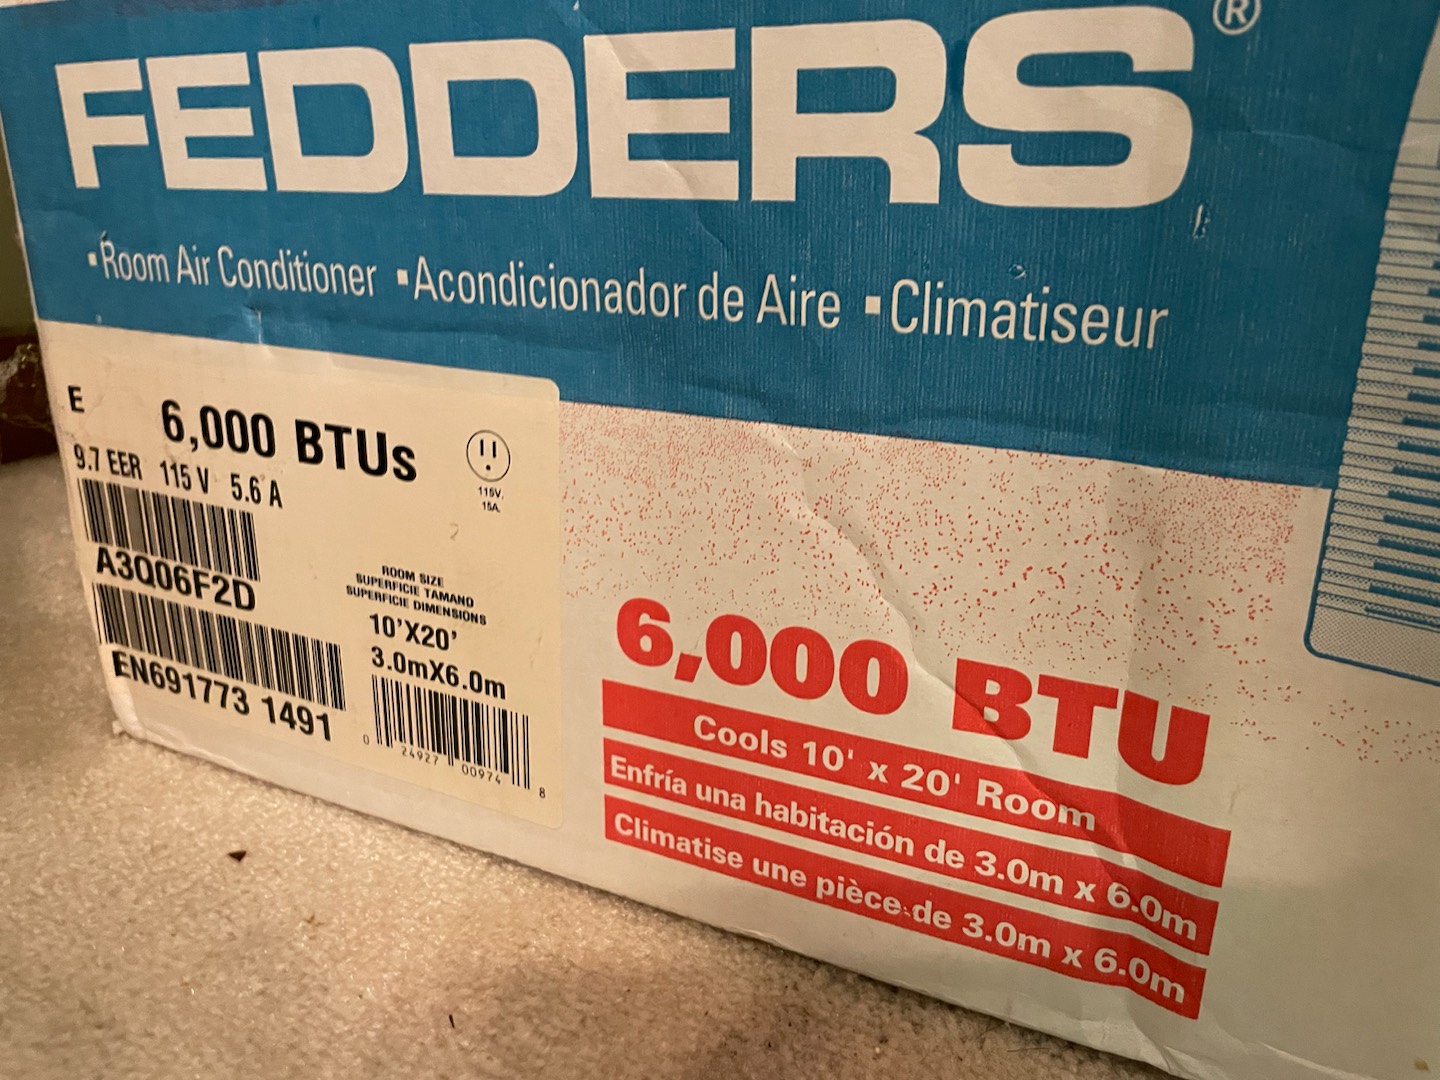 FEDDERS®
▪Room Air Conditioner ▪Acondicionador de Aire ▪Climatiseur
E
6,000 BTUs
9.7 EER 115 V 5.6 A
115V.
15A.
A3Q06F2D
EN691773 1491
ROOM SIZE
SUPERFICIE TAMANO
SUPERFICIE DIMENSIONS
10'X20'
3.0mX6.0m
0 24927 00974 8
6,000 BTU
Cools 10' x 20' Room
Enfría una habitación de 3.0m x 6.0m
Climatise une pièce de 3.0m x 6.0m